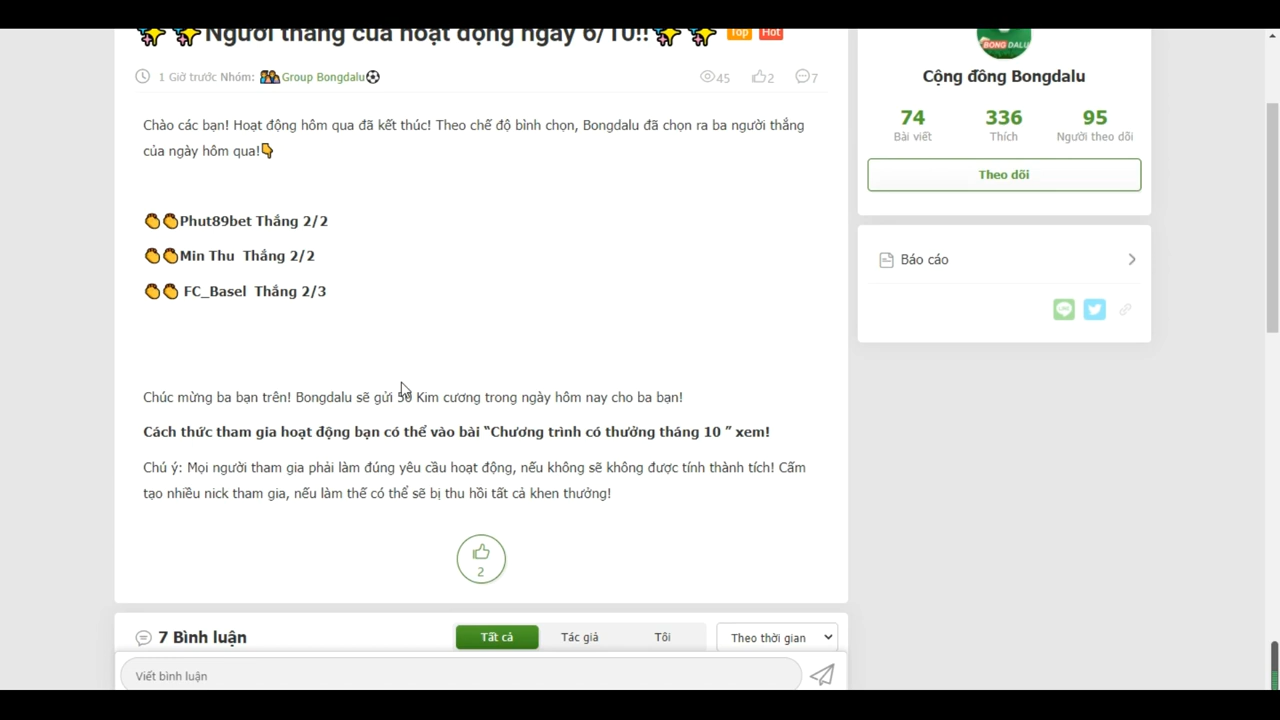 Người thắng của hoạt động ngày 6/10!! Top Hot
1 Giờ trước Nhóm: Group Bongdalu 45 2 7
Chào các bạn! Hoạt động hôm qua đã kết thúc! Theo chế độ bình chọn, Bongdalu đã chọn ra ba người thắng
của ngày hôm qua!
Phut89bet Thắng 2/2
Min Thu Thắng 2/2
FC_Basel Thắng 2/3
Chúc mừng ba bạn trên! Bongdalu sẽ gửi 50 Kim cương trong ngày hôm nay cho ba bạn!
Cách thức tham gia hoạt động bạn có thể vào bài “Chương trình có thưởng tháng 10 ” xem!
Chú ý: Mọi người tham gia phải làm đúng yêu cầu hoạt động, nếu không sẽ không được tính thành tích! Cấm
tạo nhiều nick tham gia, nếu làm thế có thể sẽ bị thu hồi tất cả khen thưởng!
2
7 Bình luận
Tất cả Tác giả Tôi
Theo thời gian
Viết bình luận
BONG DALU
Cộng đồng Bongdalu
74 336 95
Bài viết Thích Người theo dõi
Theo dõi
Báo cáo
LINE